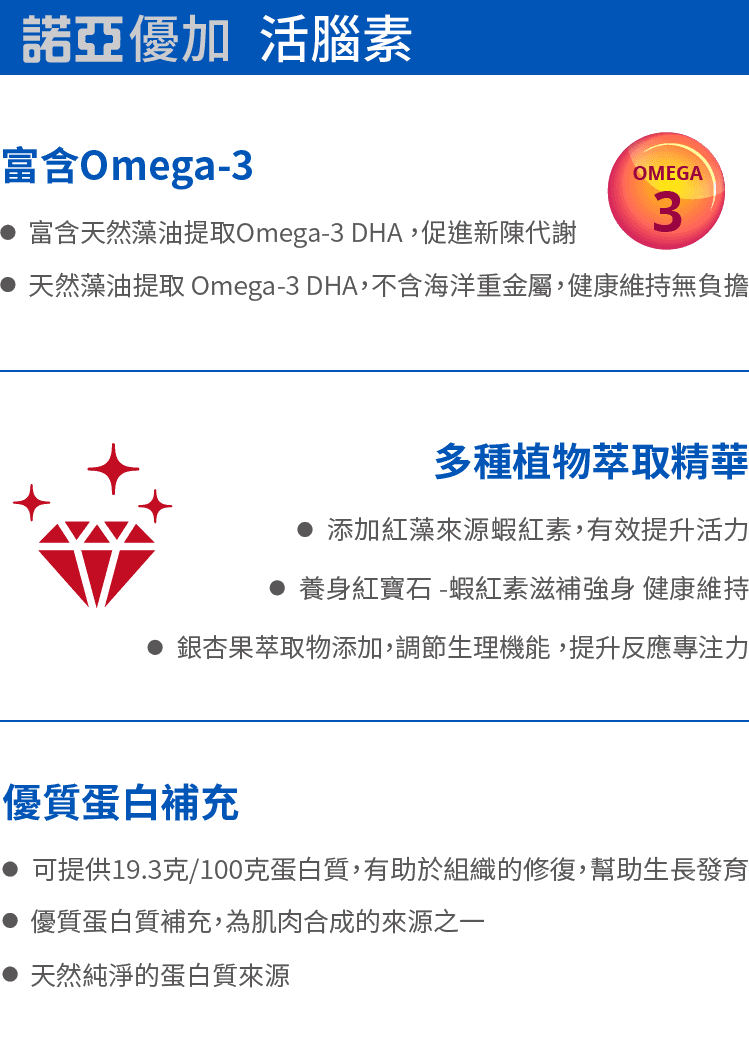 諾亞優加 活腦素
富含Omega-3
OMEGA
3
● 富含天然藻油提取Omega-3 DHA，促進新陳代謝
● 天然藻油提取 Omega-3 DHA，不含海洋重金屬，健康維持無負擔
多種植物萃取精華
● 添加紅藻來源蝦紅素，有效提升活力
● 養身紅寶石 -蝦紅素滋補強身 健康維持
● 銀杏果萃取物添加，調節生理機能 ，提升反應專注力
優質蛋白補充
● 可提供19.3克/100克蛋白質，有助於組織的修復，幫助生長發育
● 優質蛋白質補充，為肌肉合成的來源之一
● 天然純淨的蛋白質來源